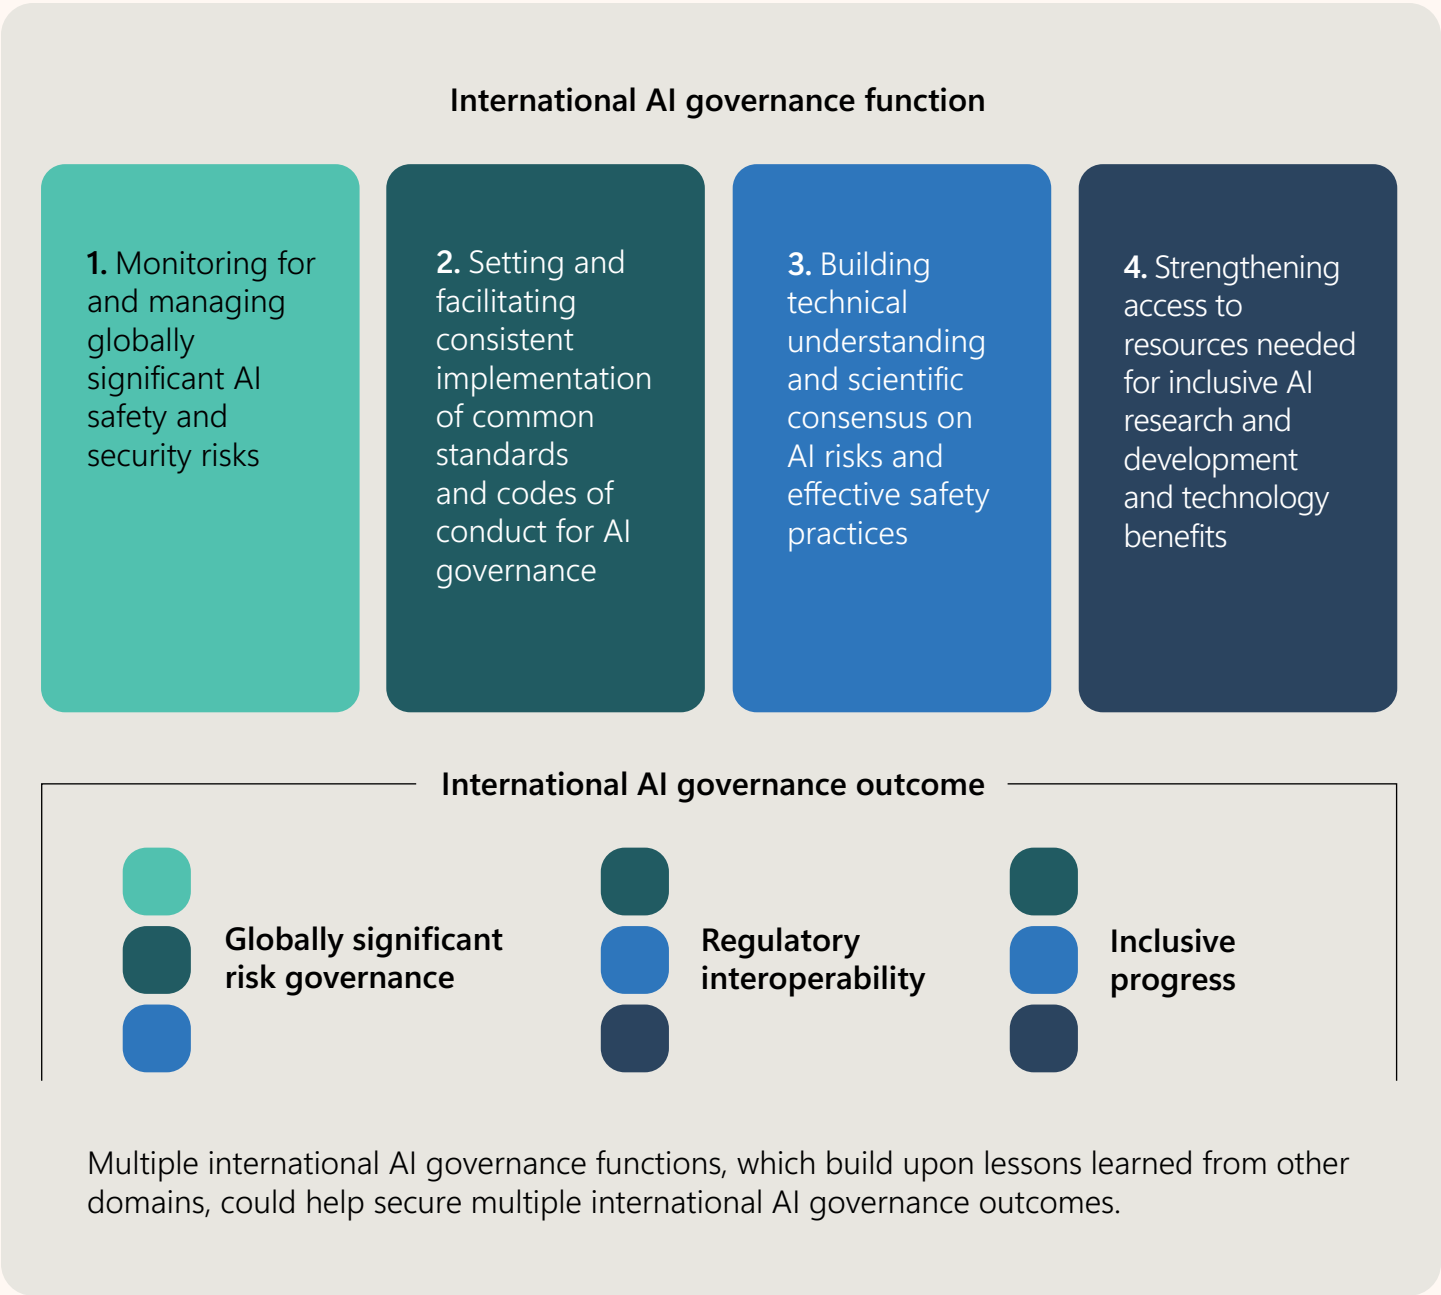 International AI governance function
1. Monitoring for
and managing
globally
significant AI
safety and
security risks
2. Setting and
facilitating
consistent
implementation
of common
standards
and codes of
conduct for AI
governance
3. Building
technical
understanding
and scientific
consensus on
AI risks and
effective safety
practices
4. Strengthening
access to
resources needed
for inclusive AI
research and
development
and technology
benefits
International AI governance outcome
Globally significant
risk governance
Regulatory
interoperability
Inclusive
progress
Multiple international AI governance functions, which build upon lessons learned from other
domains, could help secure multiple international AI governance outcomes.